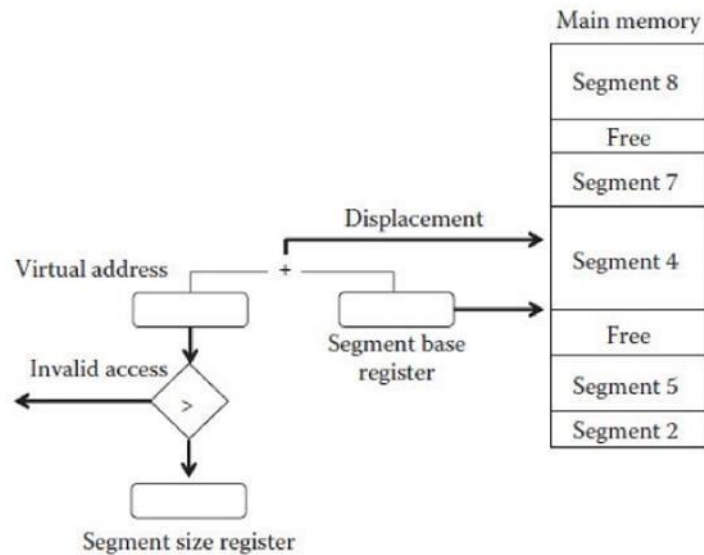 Main memory
Segment 8
Free
Segment 7
Displacement
Segment 4
Virtual address
+
Free
Segment base
register
Invalid access
>
Segment 5
Segment 2
Segment size register